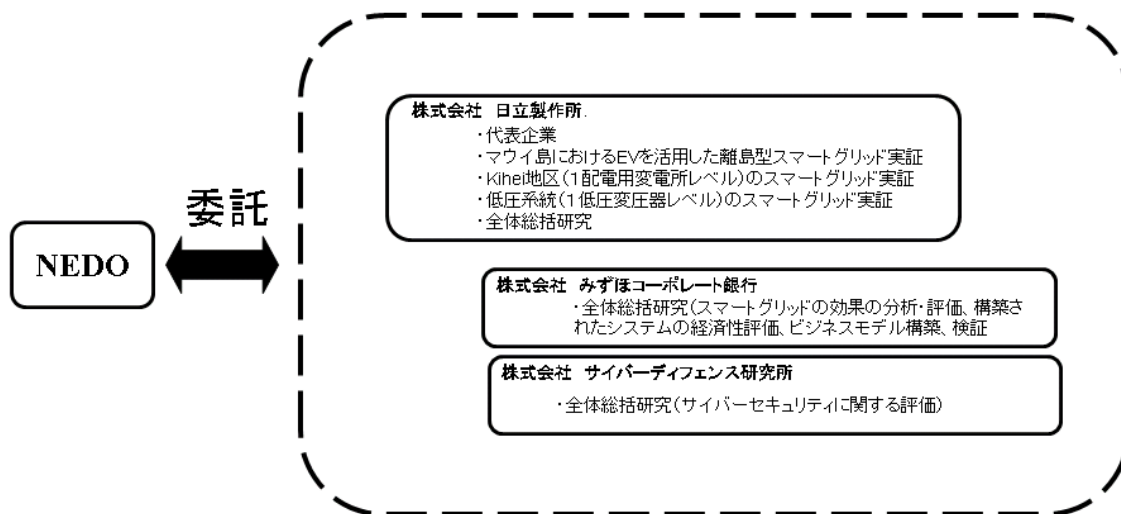 NEDO
委託
株式会社 日立製作所.
・代表企業
・マウイ島におけるEVを活用した離島型スマートグリッド実証
・Kihei地区(1配電用変電所レベル)のスマートグリッド実証
・低圧系統(1低圧変圧器レベル)のスマートグリッド実証
・全体総括研究
株式会社 みずほコーポレート銀行
・全体総括研究(スマートグリッドの効果の分析・評価、構築さ
れたシステムの経済性評価、ビジネスモデル構築、検証
株式会社 サイバーディフェンス研究所
・全体総括研究(サイバーセキュリティに関する評価)